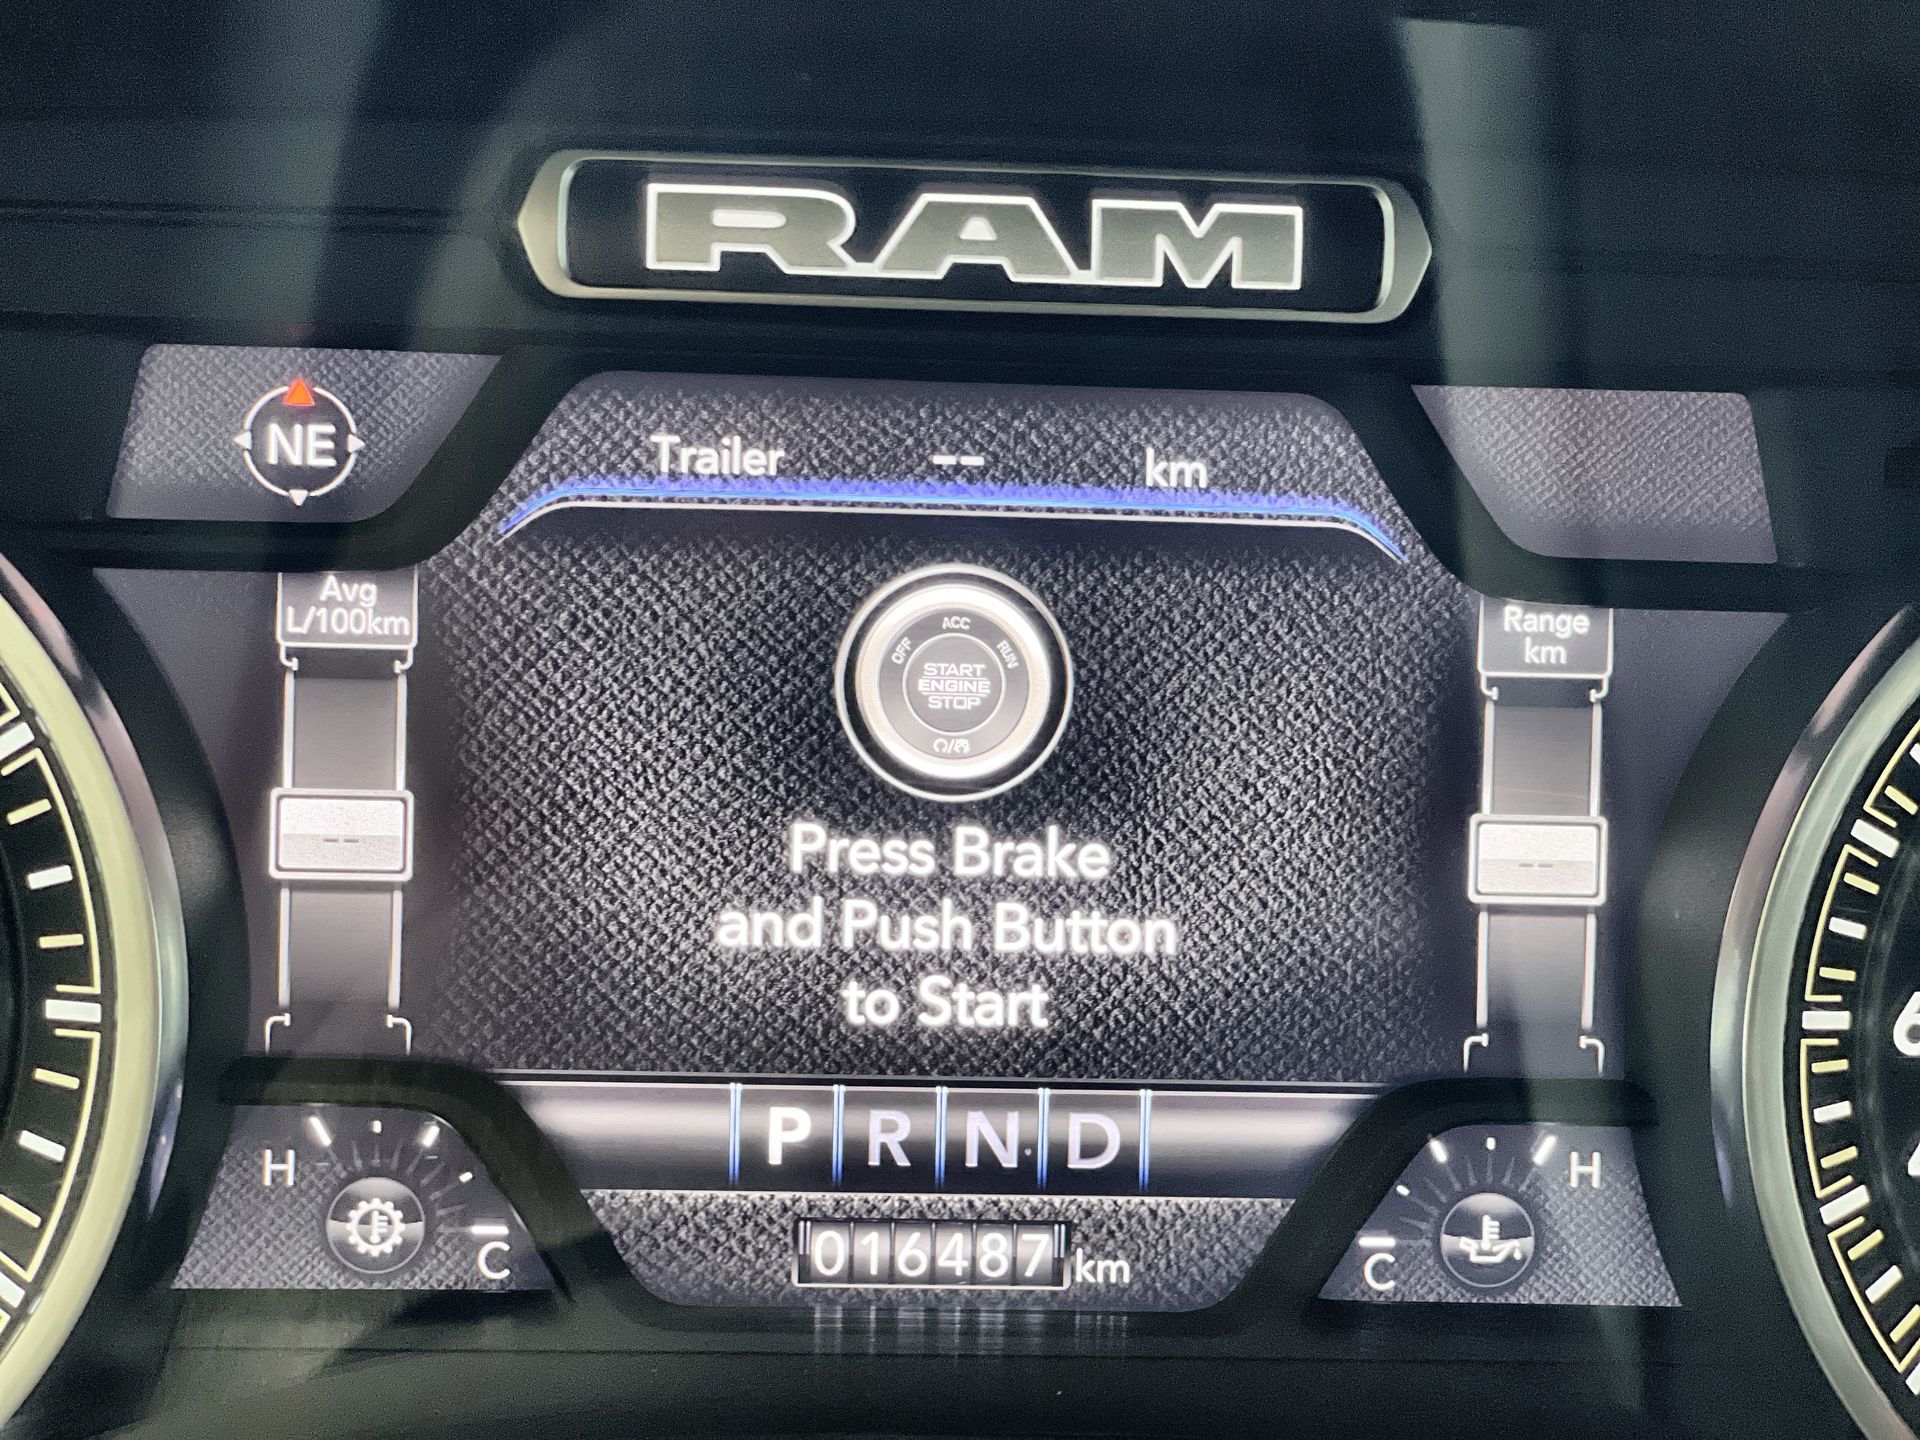 RAM
NE
Trailer -- km
Avg
L/100km
Range
km
OFF ACC RUN
START
ENGINE
STOP
--
--
Press Brake
and Push Button
to Start
P R N D
H
C
H
C
016487 km
6